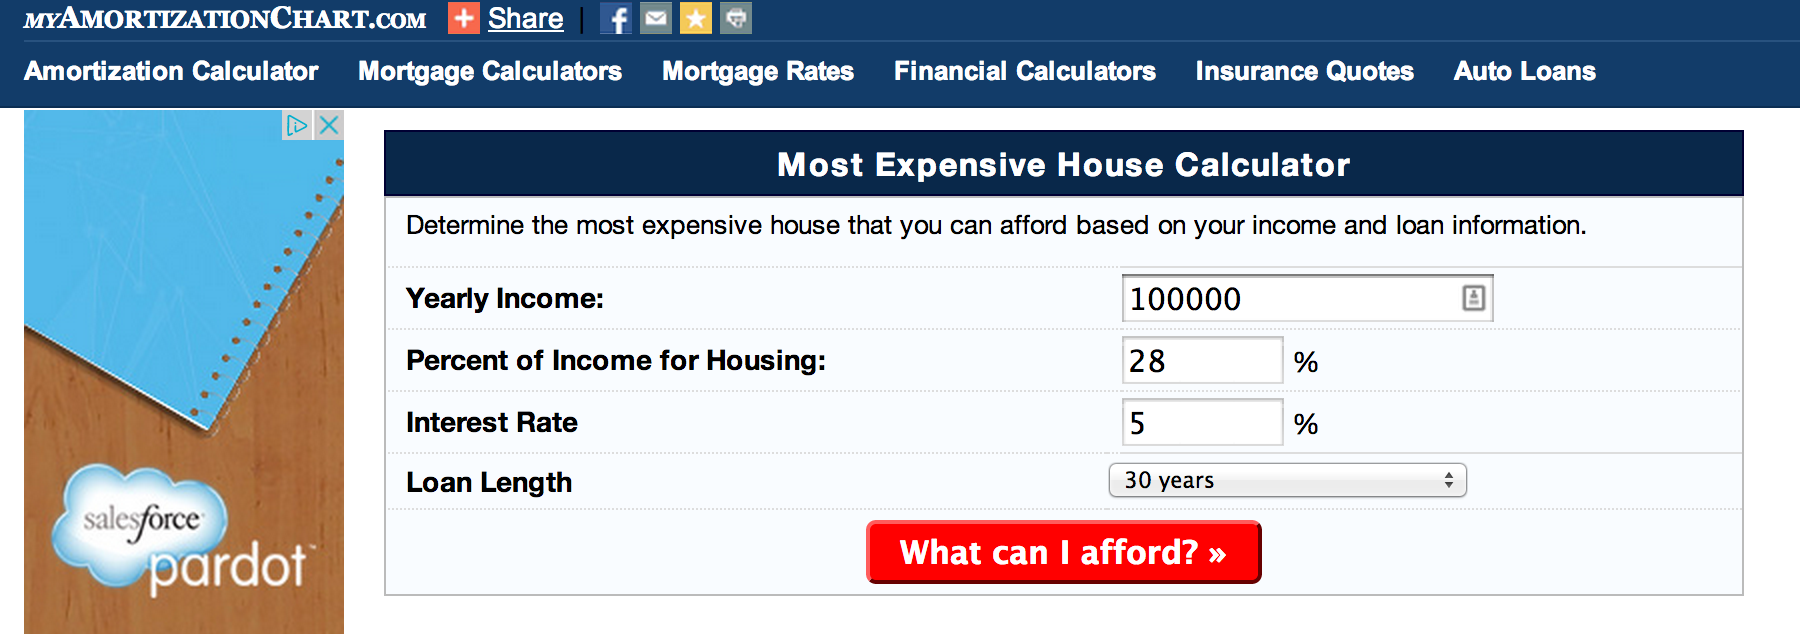 MYAMORTIZATIONCHART.COM Share
Amortization Calculator Mortgage Calculators Mortgage Rates Financial Calculators Insurance Quotes Auto Loans
Most Expensive House Calculator
Determine the most expensive house that you can afford based on your income and loan information.
Yearly Income: 100000
Percent of Income for Housing: 28 %
Interest Rate 5 %
Loan Length 30 years
What can I afford? »
salesforce
pardot™